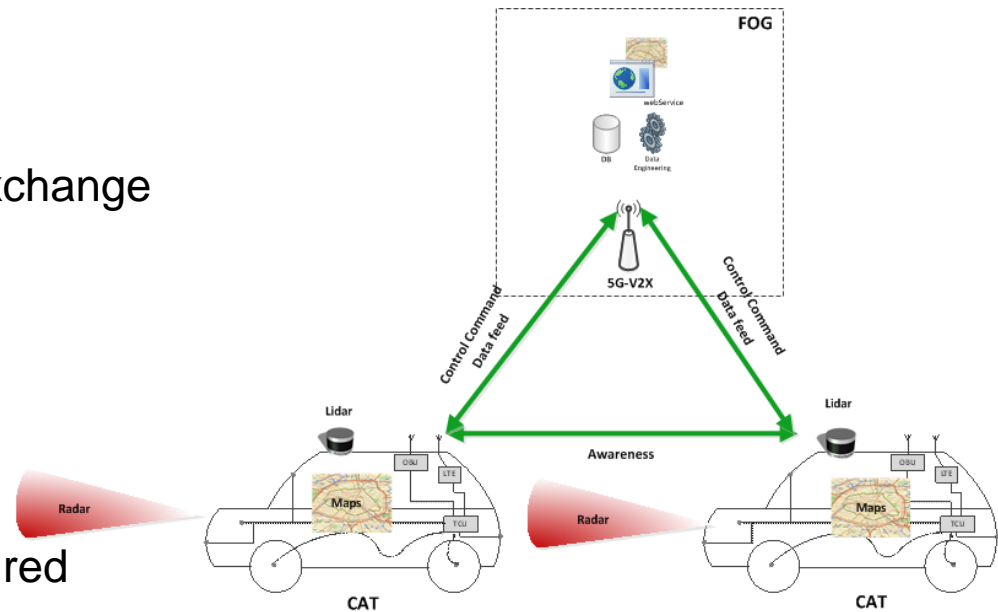 FOG
webService
DB
Data
Engineering
xchange
5G-V2X
Control Command
Data feed
Control Command
Data feed
Lidar
Lidar
Awareness
OBU
LTE
OBU
LTE
Radar
Maps
TCU
Radar
Maps
TCU
red
CAT
CAT